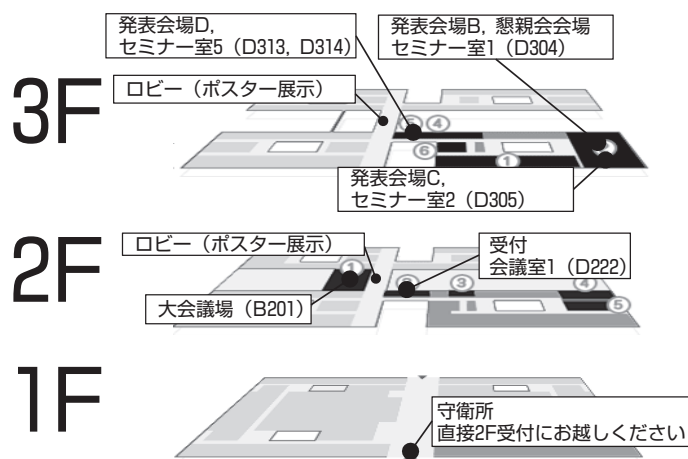 3F
発表会場D,
セミナー室5（D313, D314）
発表会場B, 懇親会会場
セミナー室1（D304）
ロビー（ポスター展示）
④
⑥
①
発表会場C,
セミナー室2（D305）
2F
ロビー（ポスター展示）
受付
会議室1（D222）
①
③
④
⑤
大会議場（B201）
1F
守衛所
直接2F受付にお越しください